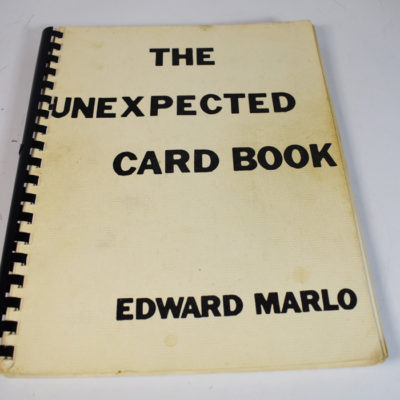 THE
UNEXPECTED
CARD BOOK
EDWARD MARLO